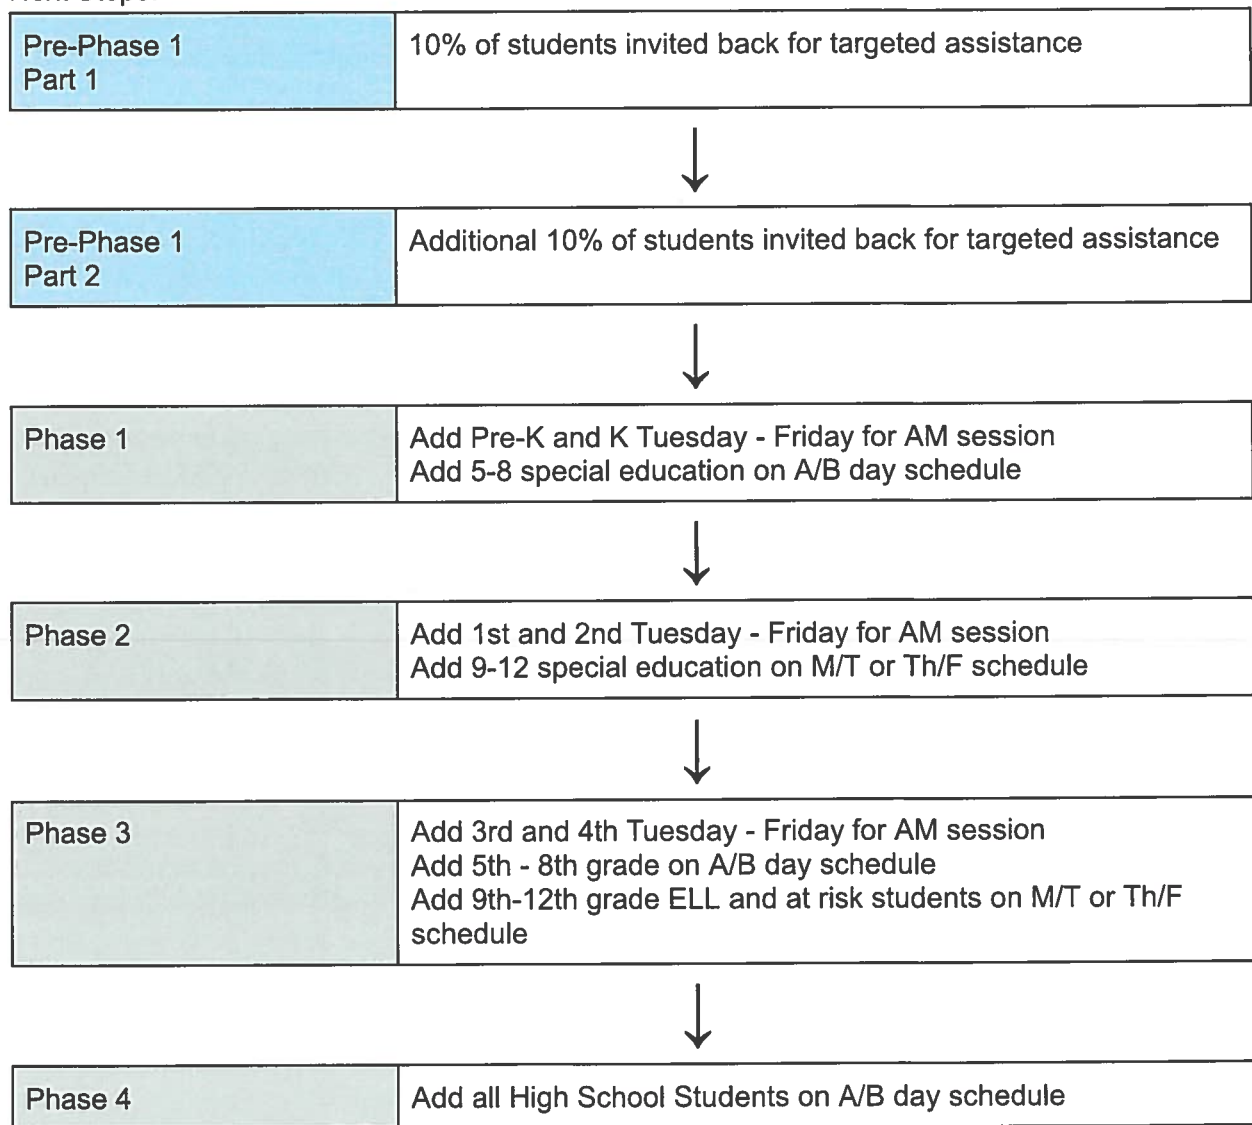 Pre-Phase 1
Part 1
10% of students invited back for targeted assistance
Pre-Phase 1
Part 2
Additional 10% of students invited back for targeted assistance
Phase 1
Add Pre-K and K Tuesday - Friday for AM session
Add 5-8 special education on A/B day schedule
Phase 2
Add 1st and 2nd Tuesday - Friday for AM session
Add 9-12 special education on M/T or Th/F schedule
Phase 3
Add 3rd and 4th Tuesday - Friday for AM session
Add 5th - 8th grade on A/B day schedule
Add 9th-12th grade ELL and at risk students on M/T or Th/F
schedule
Phase 4
Add all High School Students on A/B day schedule